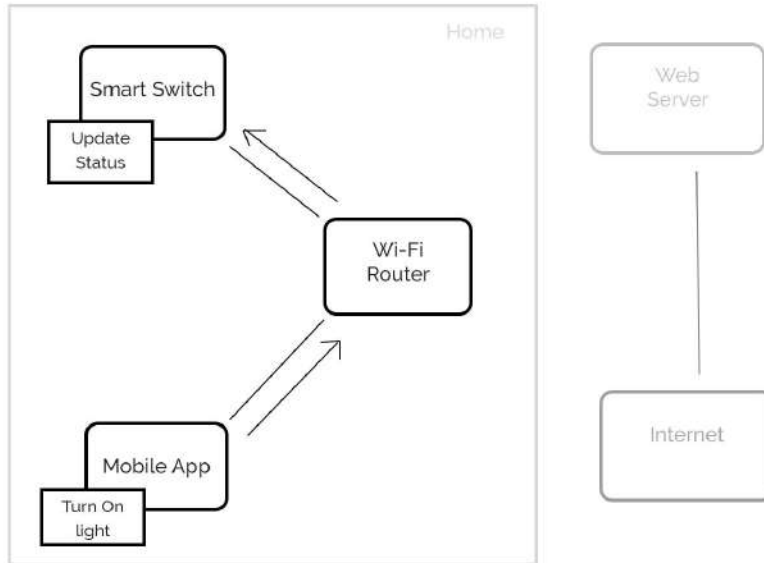 Home
Smart Switch
Update
Status
Web
Server
Wi-Fi
Router
Mobile App
Turn On
light
Internet